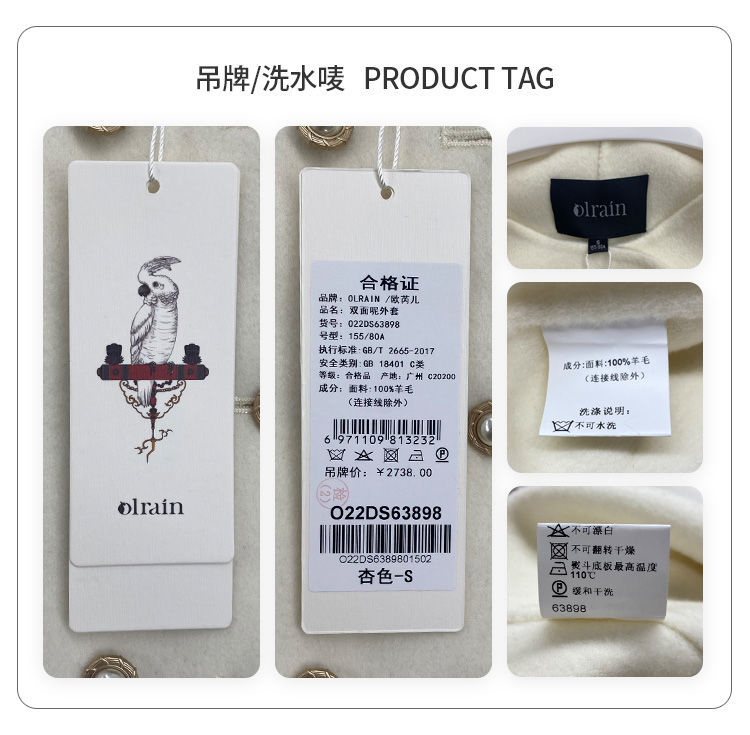 吊牌/洗水唛 PRODUCT TAG
olrain
合格证
品牌：OLRAIN /欧芮儿
品名：双面呢外套
货号：O22DS63898
号型：155/80A
执行标准：GB/T 2665-2017
安全类别：GB 18401 C类
等级：合格品 产地：广州 C20200
成分：面料：100%羊毛
（连接线除外）
6 971109 813232
吊牌价：￥2738.00
(2)
O22DS63898
O22DS6389801502
杏色-S
olrain
S
成分：面料：100%羊毛
（连接线除外）
洗涤说明：
不可水洗
不可漂白
不可翻转干燥
熨斗底板最高温度
110℃
P 缓和干洗
63898